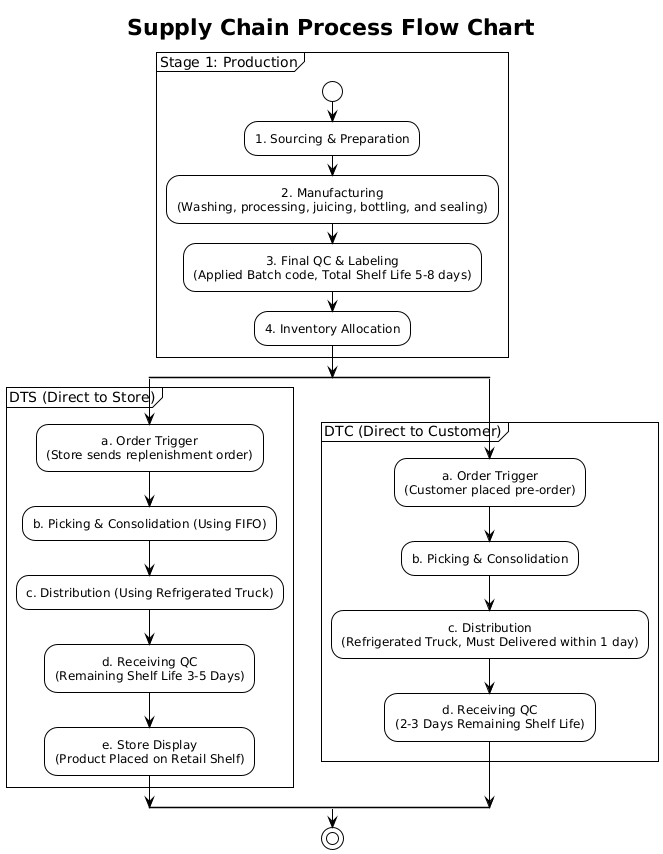 Supply Chain Process Flow Chart
Stage 1: Production
1. Sourcing & Preparation
2. Manufacturing
(Washing, processing, juicing, bottling, and sealing)
3. Final QC & Labeling
(Applied Batch code, Total Shelf Life 5-8 days)
4. Inventory Allocation
DTS (Direct to Store)
a. Order Trigger
(Store sends replenishment order)
b. Picking & Consolidation (Using FIFO)
c. Distribution (Using Refrigerated Truck)
d. Receiving QC
(Remaining Shelf Life 3-5 Days)
e. Store Display
(Product Placed on Retail Shelf)
DTC (Direct to Customer)
a. Order Trigger
(Customer placed pre-order)
b. Picking & Consolidation
c. Distribution
(Refrigerated Truck, Must Delivered within 1 day)
d. Receiving QC
(2-3 Days Remaining Shelf Life)